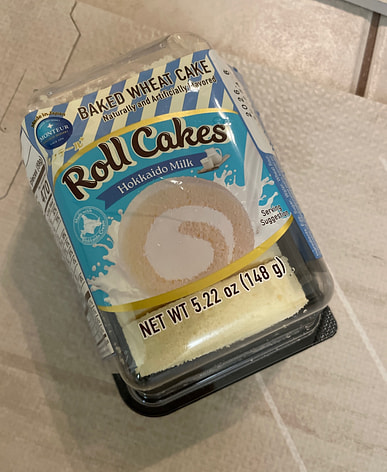 BAKED WHEAT CAKE
Naturally and Artificially Flavored
MONTEUR
Roll Cakes
Hokkaido Milk
Serving
Suggestion
NET WT 5.22 oz (148 g)